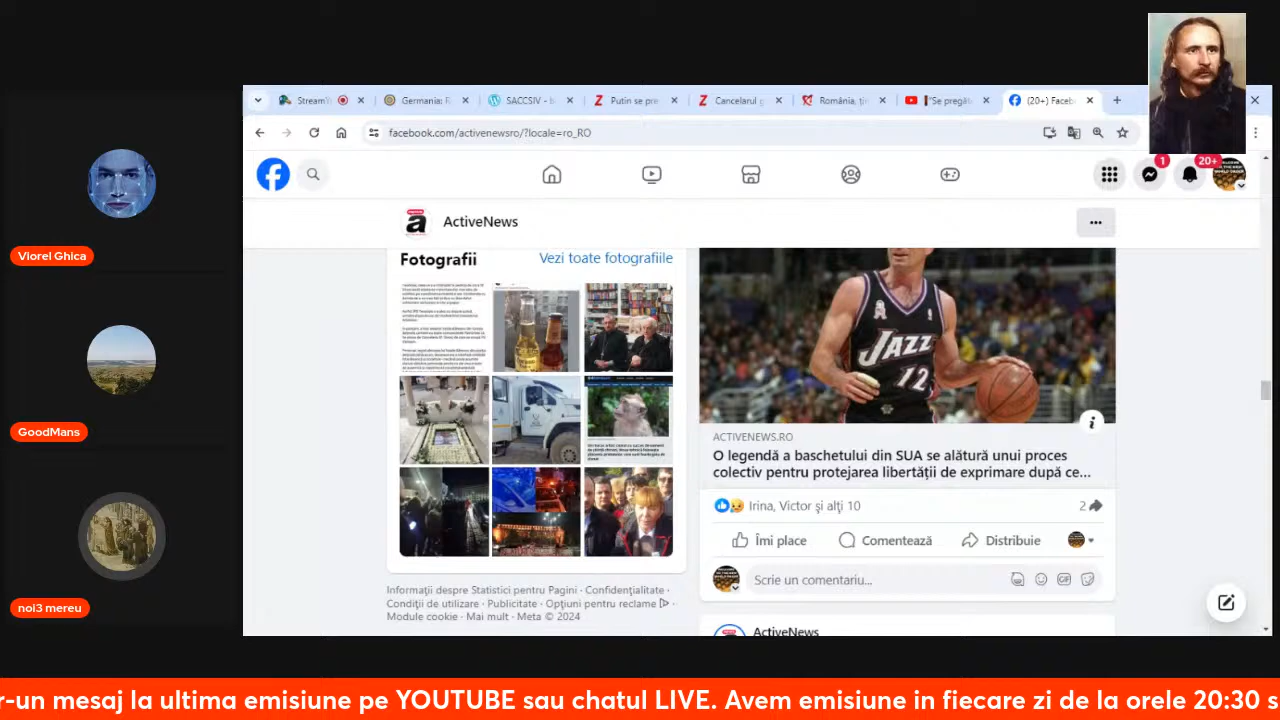 Viorel Ghica
GoodMans
noi3 mereu
StreamY
Germania: R
SACCSIV – b
Putin se pre
Cancelarul g
România, ți
"Se pregăt
(20+) Faceb
facebook.com/activenewsro/?locale=ro_RO
1
20+
ActiveNews
Fotografii
Vezi toate fotografiile
JAZZ
12
ACTIVENEWS.RO
O legendă a baschetului din SUA se alătură unui proces
colectiv pentru protejarea libertății de exprimare după ce...
Irina, Victor şi alţi 10
2
Îmi place
Comentează
Distribuie
Scrie un comentariu...
GIF
Informaţii despre Statistici pentru Pagini · Confidenţialitate ·
Condiţii de utilizare · Publicitate · Opţiuni pentru reclame ·
Module cookie · Mai mult · Meta © 2024
ActiveNews
r-un mesaj la ultima emisiune pe YOUTUBE sau chatul LIVE. Avem emisiune in fiecare zi de la orele 20:30 s